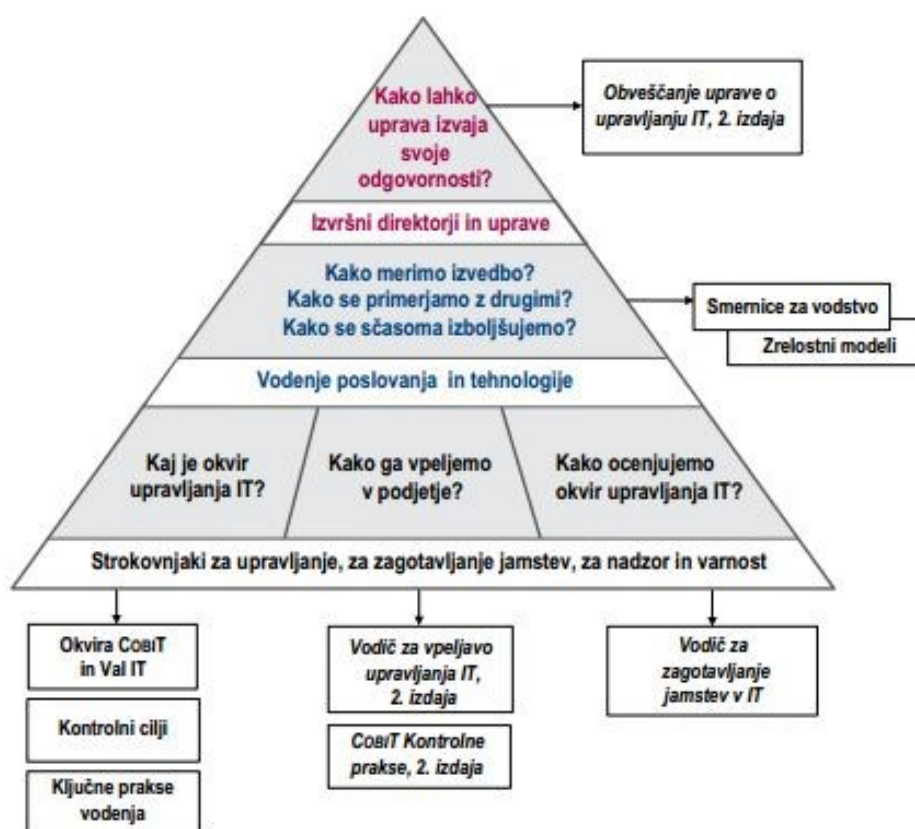 Kako lahko
uprava izvaja
svoje
odgovornosti?
Obveščanje uprave o
upravljanju IT, 2. izdaja
Izvršni direktorji in uprave
Kako merimo izvedbo?
Kako se primerjamo z drugimi?
Kako se sčasoma izboljšujemo?
Smernice za vodstvo
Zrelostni modeli
Vodenje poslovanja in tehnologije
Kaj je okvir
upravljanja IT?
Kako ga vpeljemo
v podjetje?
Kako ocenjujemo
okvir upravljanja IT?
Strokovnjaki za upravljanje, za zagotavljanje jamstev, za nadzor in varnost
Okvira COBIT
in Val IT
Kontrolni cilji
Ključne prakse
vodenja
Vodič za vpeljavo
upravljanja IT,
2. izdaja
COBIT Kontrolne
prakse, 2. izdaja
Vodič za
zagotavljanje
jamstev v IT